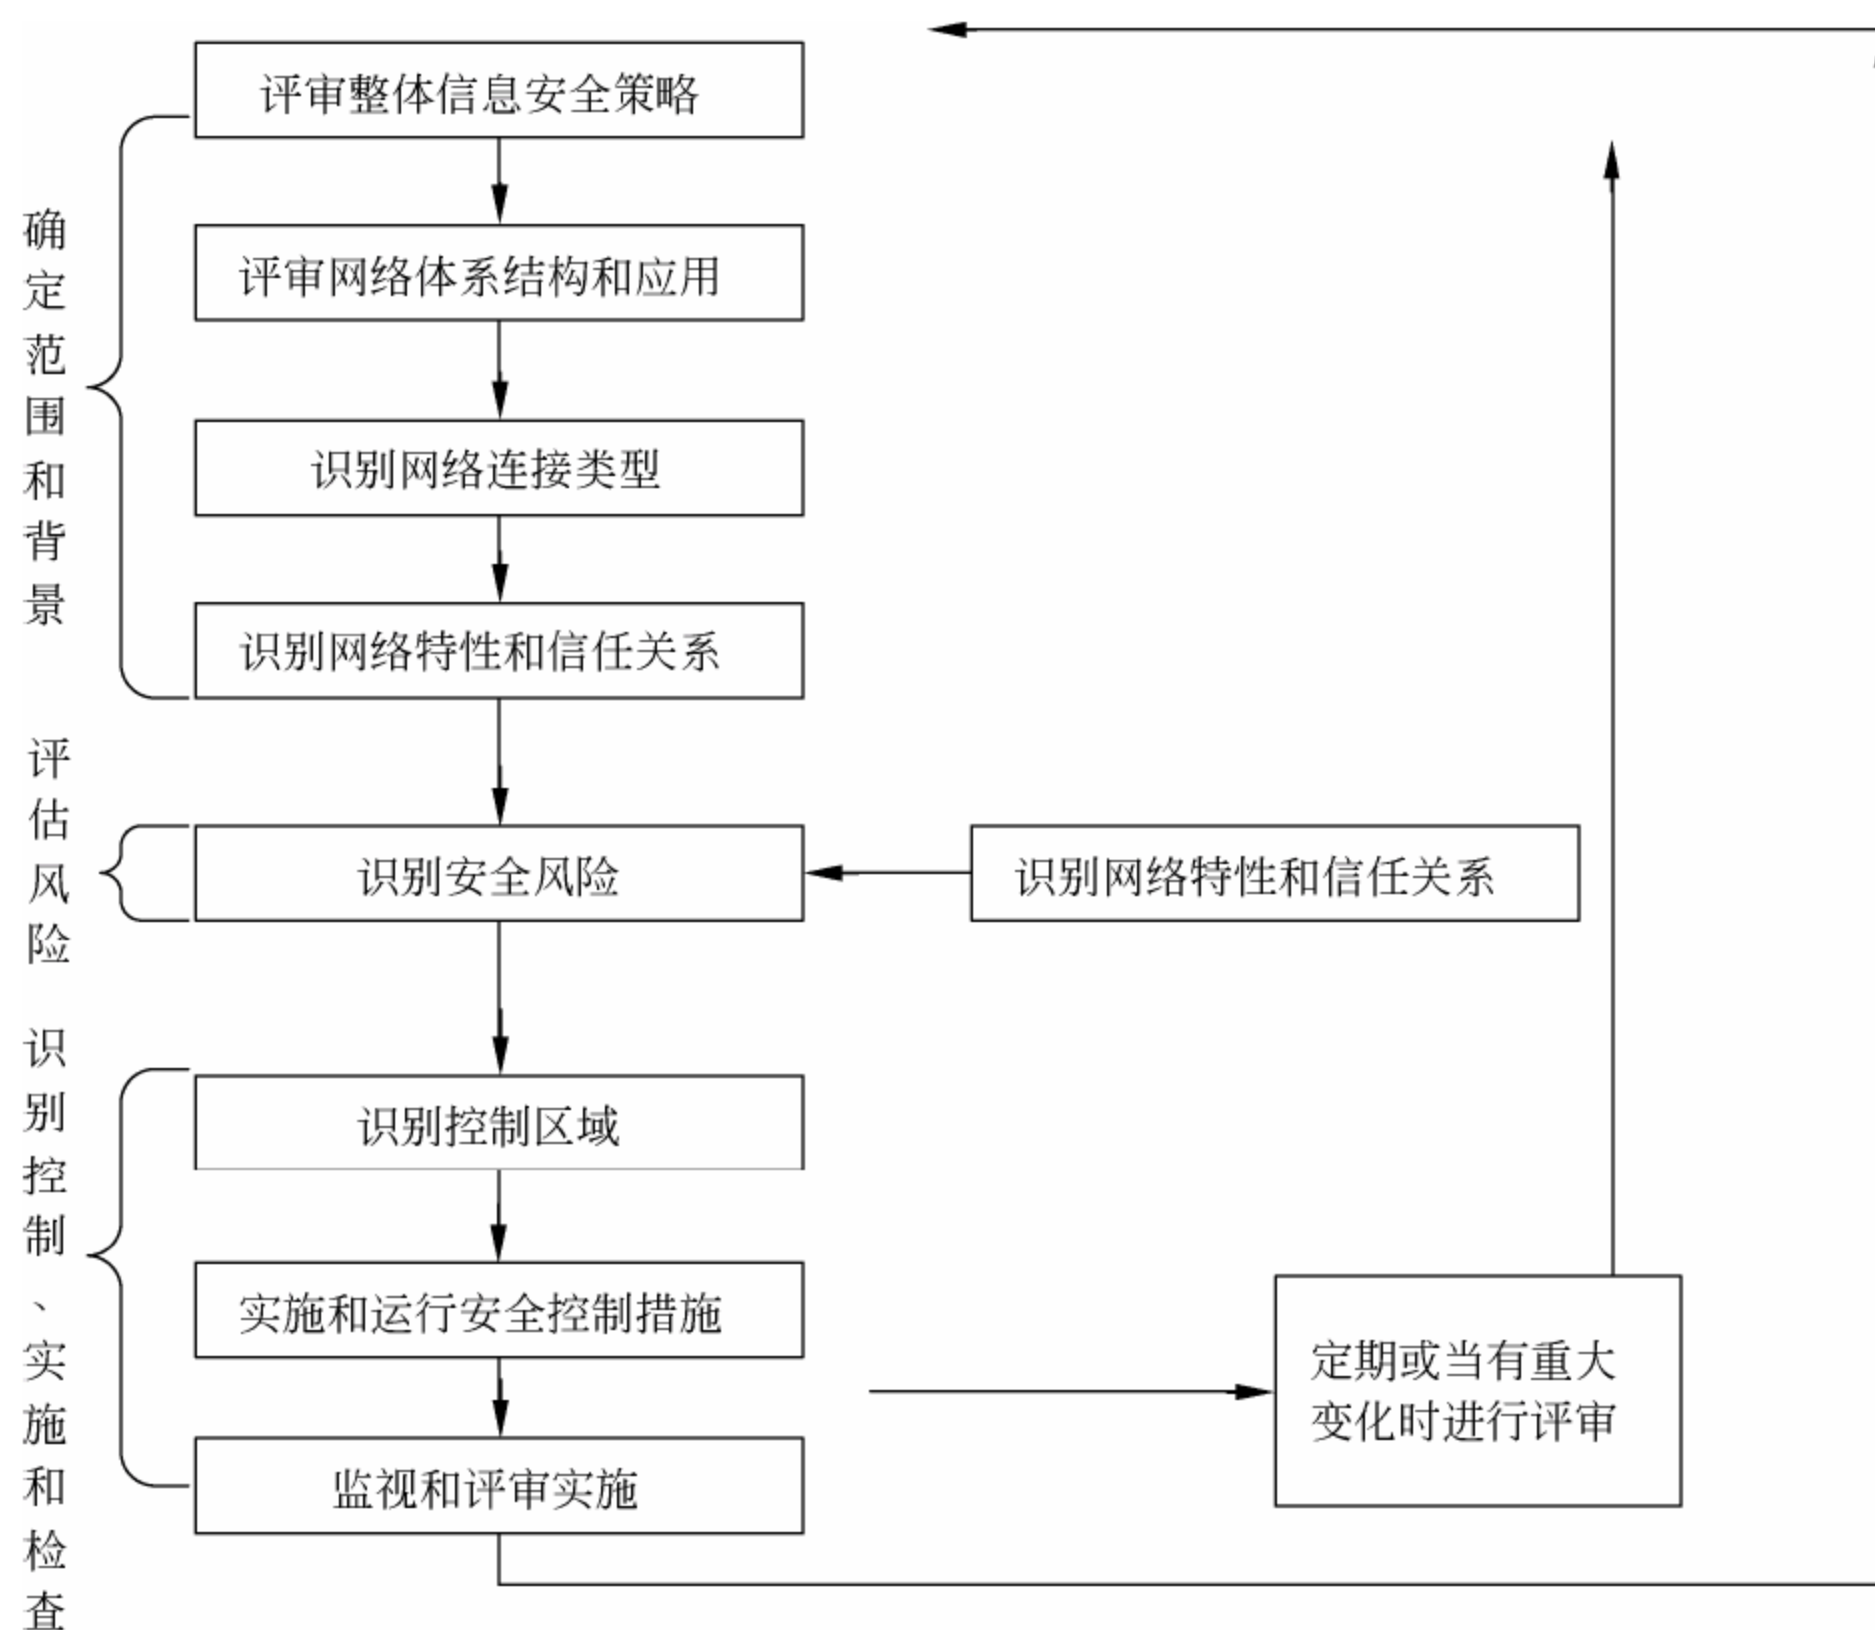 评审整体信息安全策略
评审网络体系结构和应用
识别网络连接类型
识别网络特性和信任关系
确定范围和背景
识别安全风险
识别网络特性和信任关系
评估风险
识别控制区域
实施和运行安全控制措施
监视和评审实施
识别控制、实施和检查
定期或当有重大
变化时进行评审